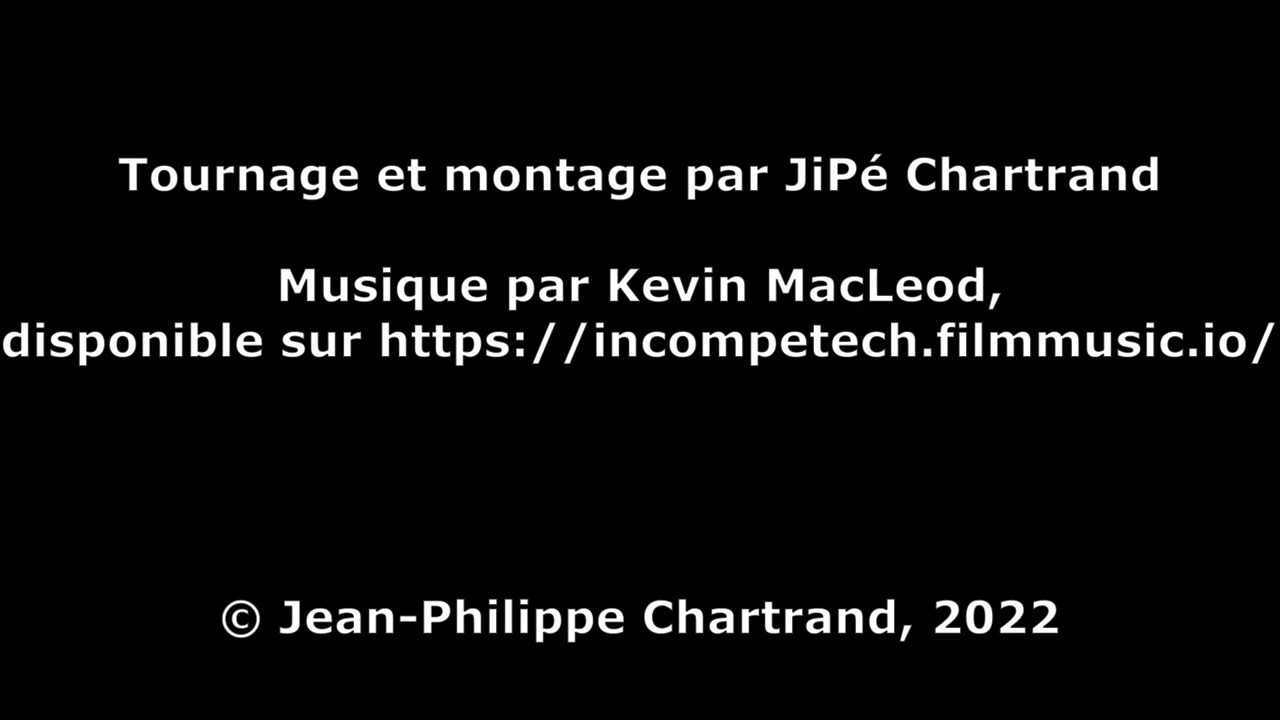 Tournage et montage par JiPé Chartrand
Musique par Kevin MacLeod,
disponible sur https://incompetech.filmmusic.io/
© Jean-Philippe Chartrand, 2022